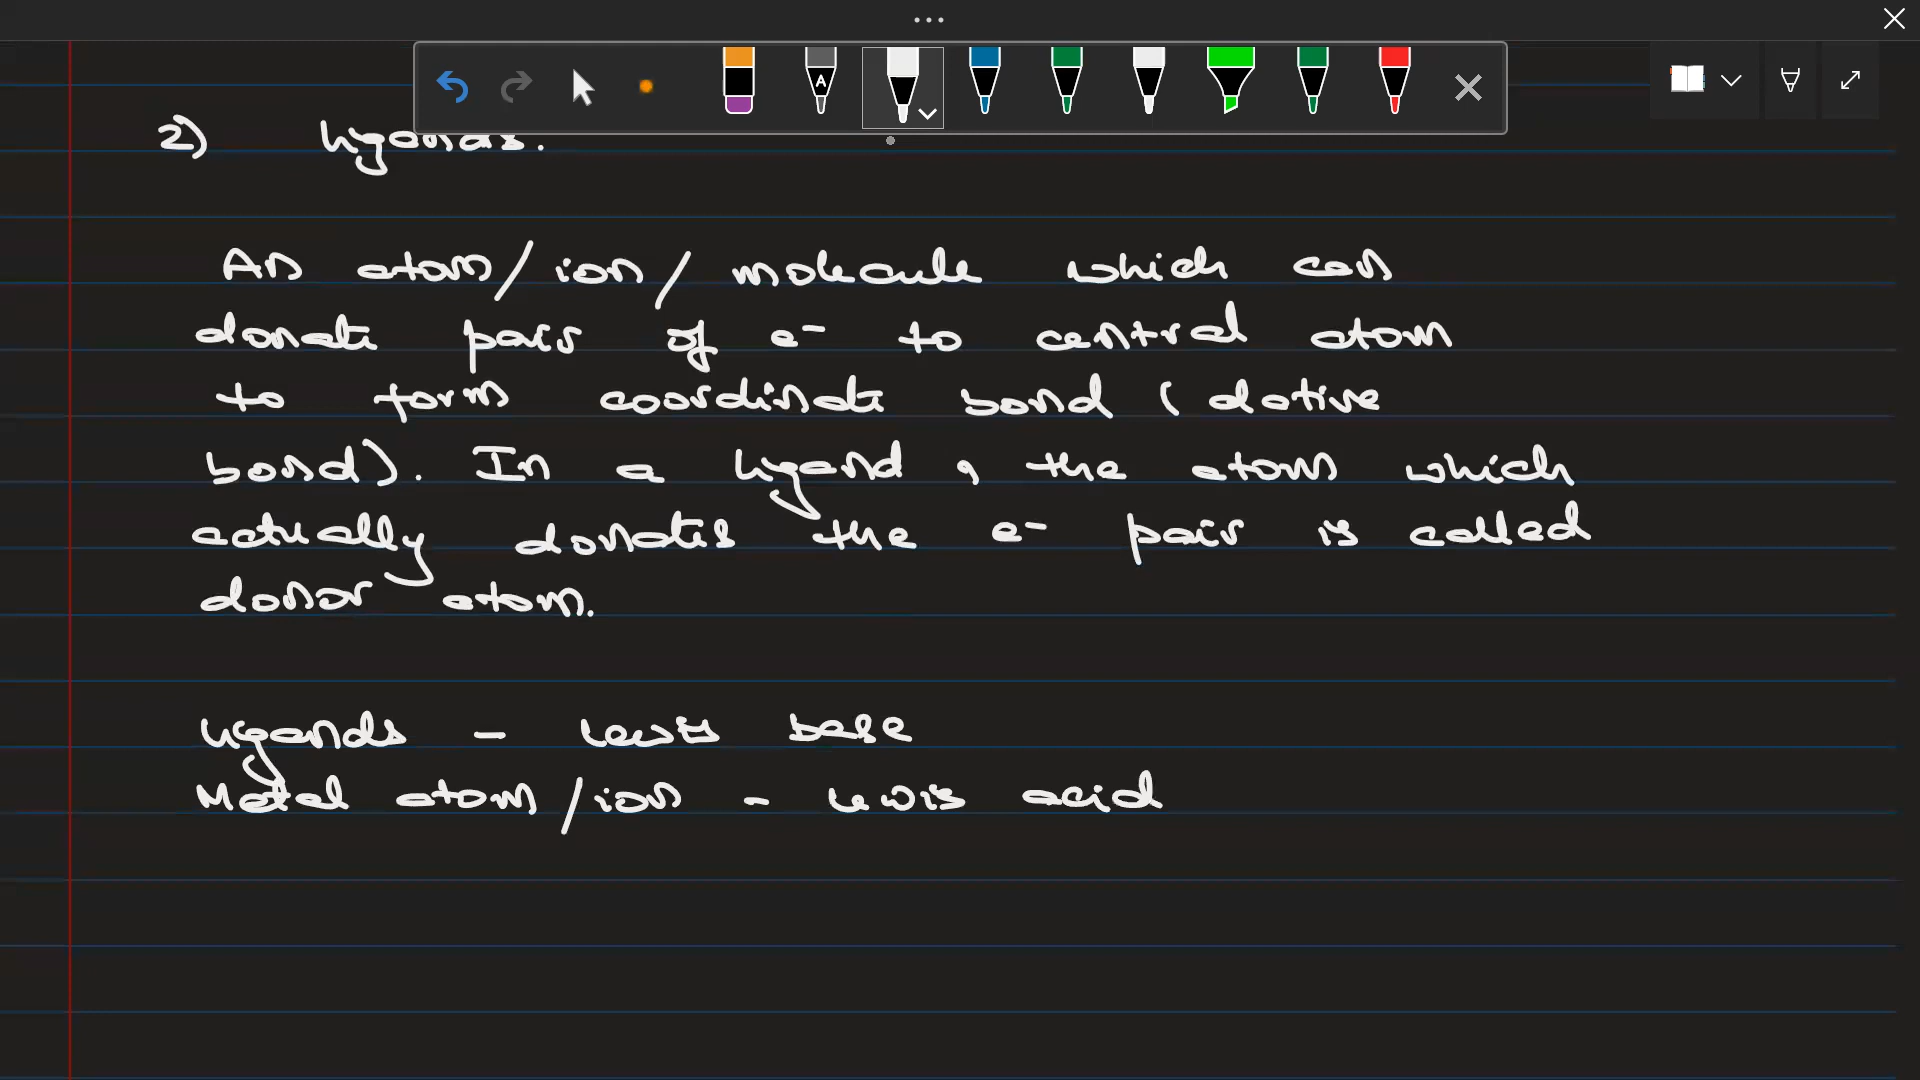 2) Ligands.
An atom/ion/molecule which can
donate pair of e⁻ to central atom
to form coordinate bond (dative
bond). In a ligand, the atom which
actually donates the e⁻ pair is called
donor atom.
Ligands - Lewis base
Metal atom/ion - Lewis acid